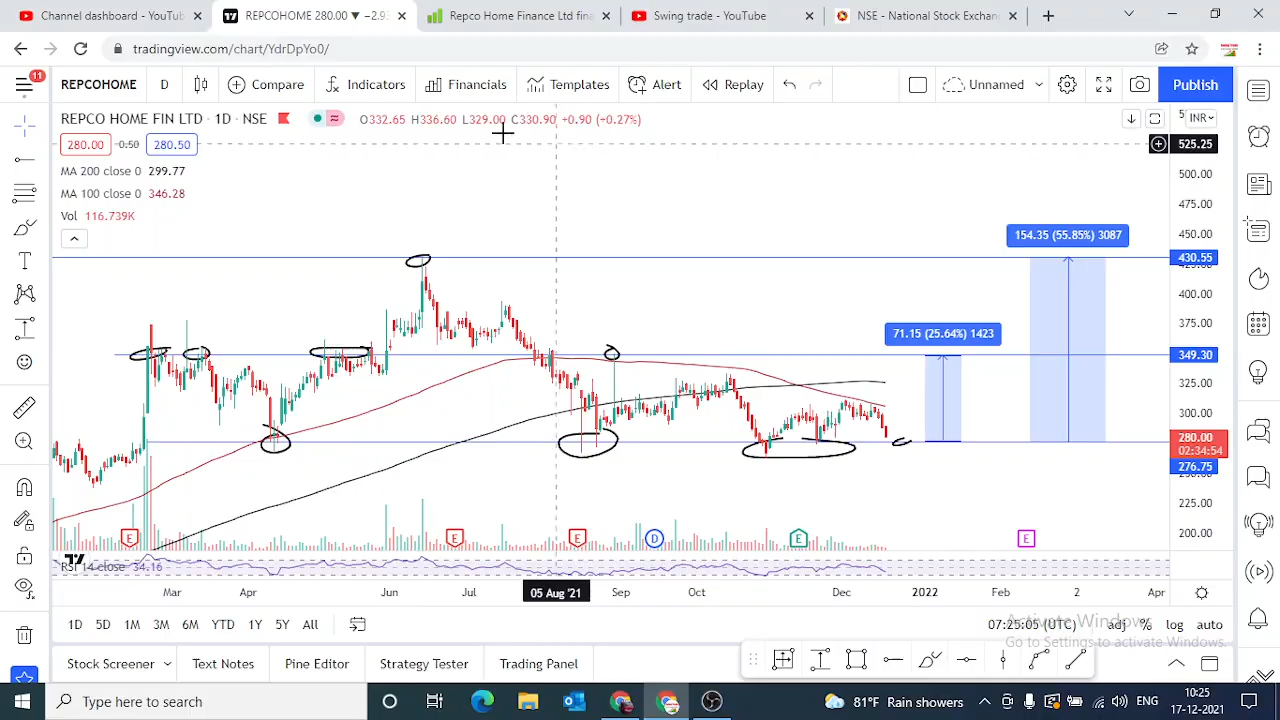 Channel dashboard - YouTub
REPCOHOME 280.00 ▼ −2.9
Repco Home Finance Ltd fina
Swing trade - YouTube
NSE - National Stock Exchan
tradingview.com/chart/YdrDpYo0/
11
REPCOHOME
D
Compare
Indicators
Financials
Templates
Alert
Replay
Unnamed
Publish
REPCO HOME FIN LTD · 1D · NSE
O332.65 H336.60 L329.00 C330.90 +0.90 (+0.27%)
INR
280.00
0.50
280.50
525.25
MA 200 close 0 299.77
500.00
MA 100 close 0 346.28
475.00
Vol 116.739K
154.35 (55.85%) 3087
450.00
430.55
400.00
375.00
71.15 (25.64%) 1423
349.30
325.00
300.00
280.00
02:34:54
276.75
225.00
200.00
E
E
E
D
E
E
RSI 14 close 34.16
Mar
Apr
Jun
Jul
05 Aug '21
Sep
Oct
Dec
2022
Feb
2
Apr
1D
5D
1M
3M
6M
YTD
1Y
5Y
All
07:25:05 (UTC)
adj
%
log
auto
Activate Windows
Go to Settings to activate Windows.
Stock Screener
Text Notes
Pine Editor
Strategy Tester
Trading Panel
Type here to search
81°F Rain showers
ENG
10:25
17-12-2021